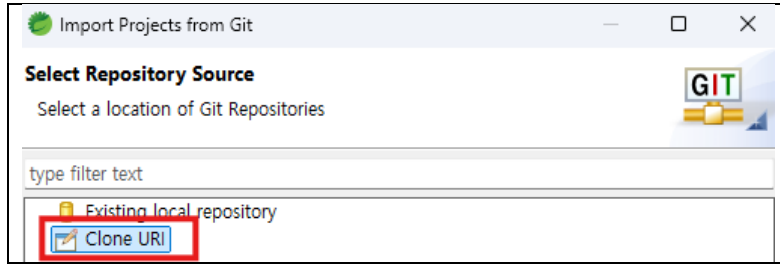 Import Projects from Git
Select Repository Source
Select a location of Git Repositories
GIT
type filter text
Existing local repository
Clone URI